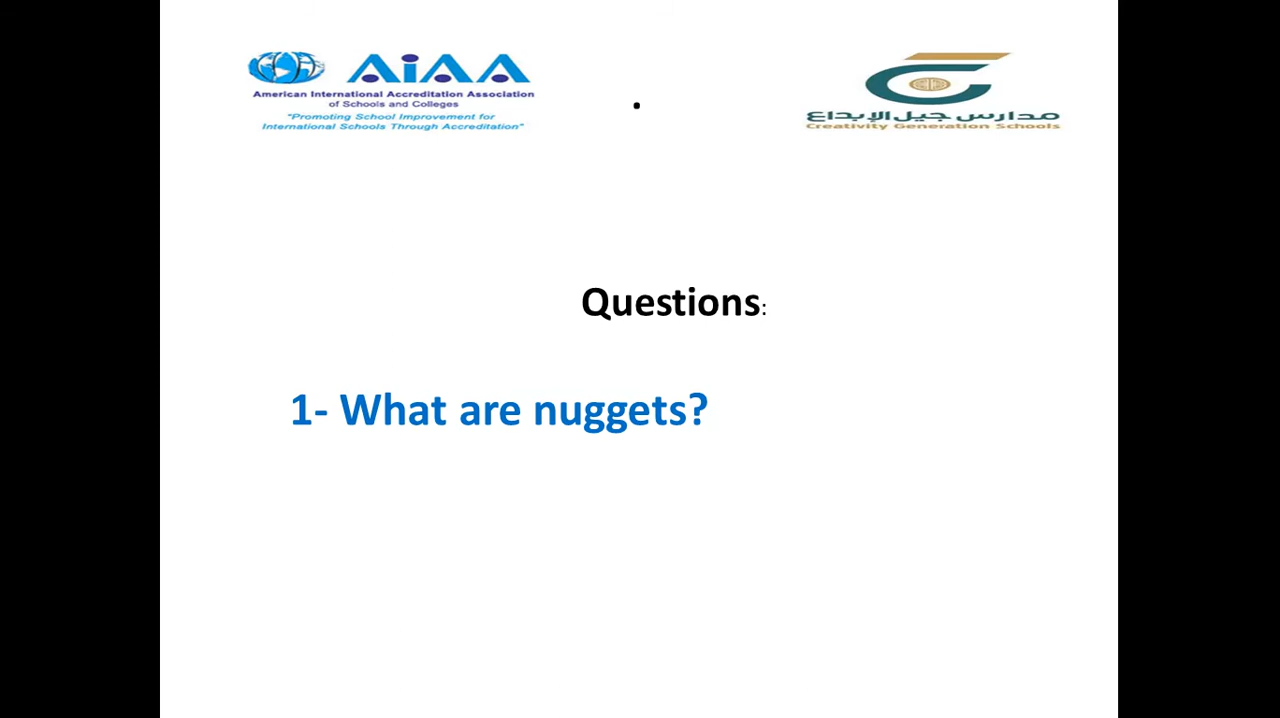 AiAA
American International Accreditation Association
of Schools and Colleges
"Promoting School Improvement for
International Schools Through Accreditation"
.
مدارس جيل الإبداع
Creativity Generation Schools
Questions:
1- What are nuggets?